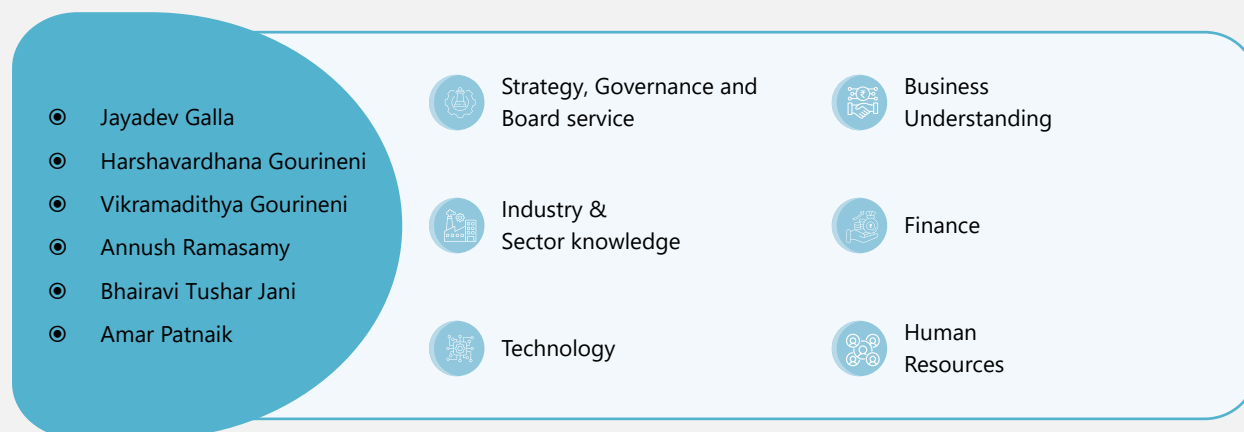 Jayadev Galla
Harshavardhana Gourineni
Vikramadithya Gourineni
Annush Ramasamy
Bhairavi Tushar Jani
Amar Patnaik
Strategy, Governance and
Board service
Business
Understanding
Industry &
Sector knowledge
Finance
Technology
Human
Resources